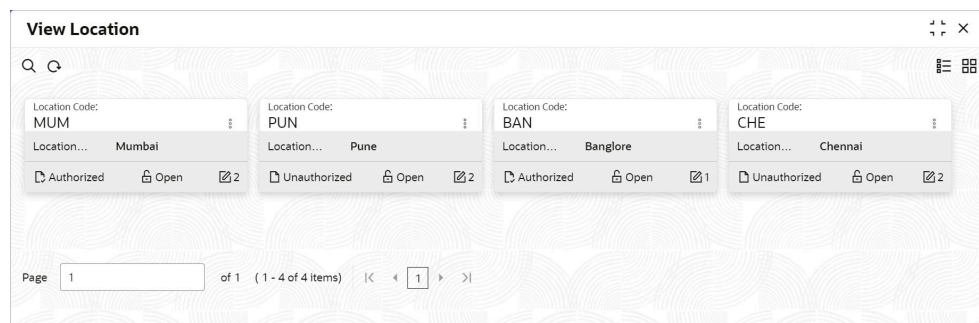 View Location
Location Code: Location Code: Location Code: Location Code:
MUM PUN BAN CHE
Location... Mumbai Location... Pune Location... Banglore Location... Chennai
Authorized Open 2 Unauthorized Open 2 Authorized Open 1 Unauthorized Open 2
Page 1 of 1 ( 1 - 4 of 4 items) 1